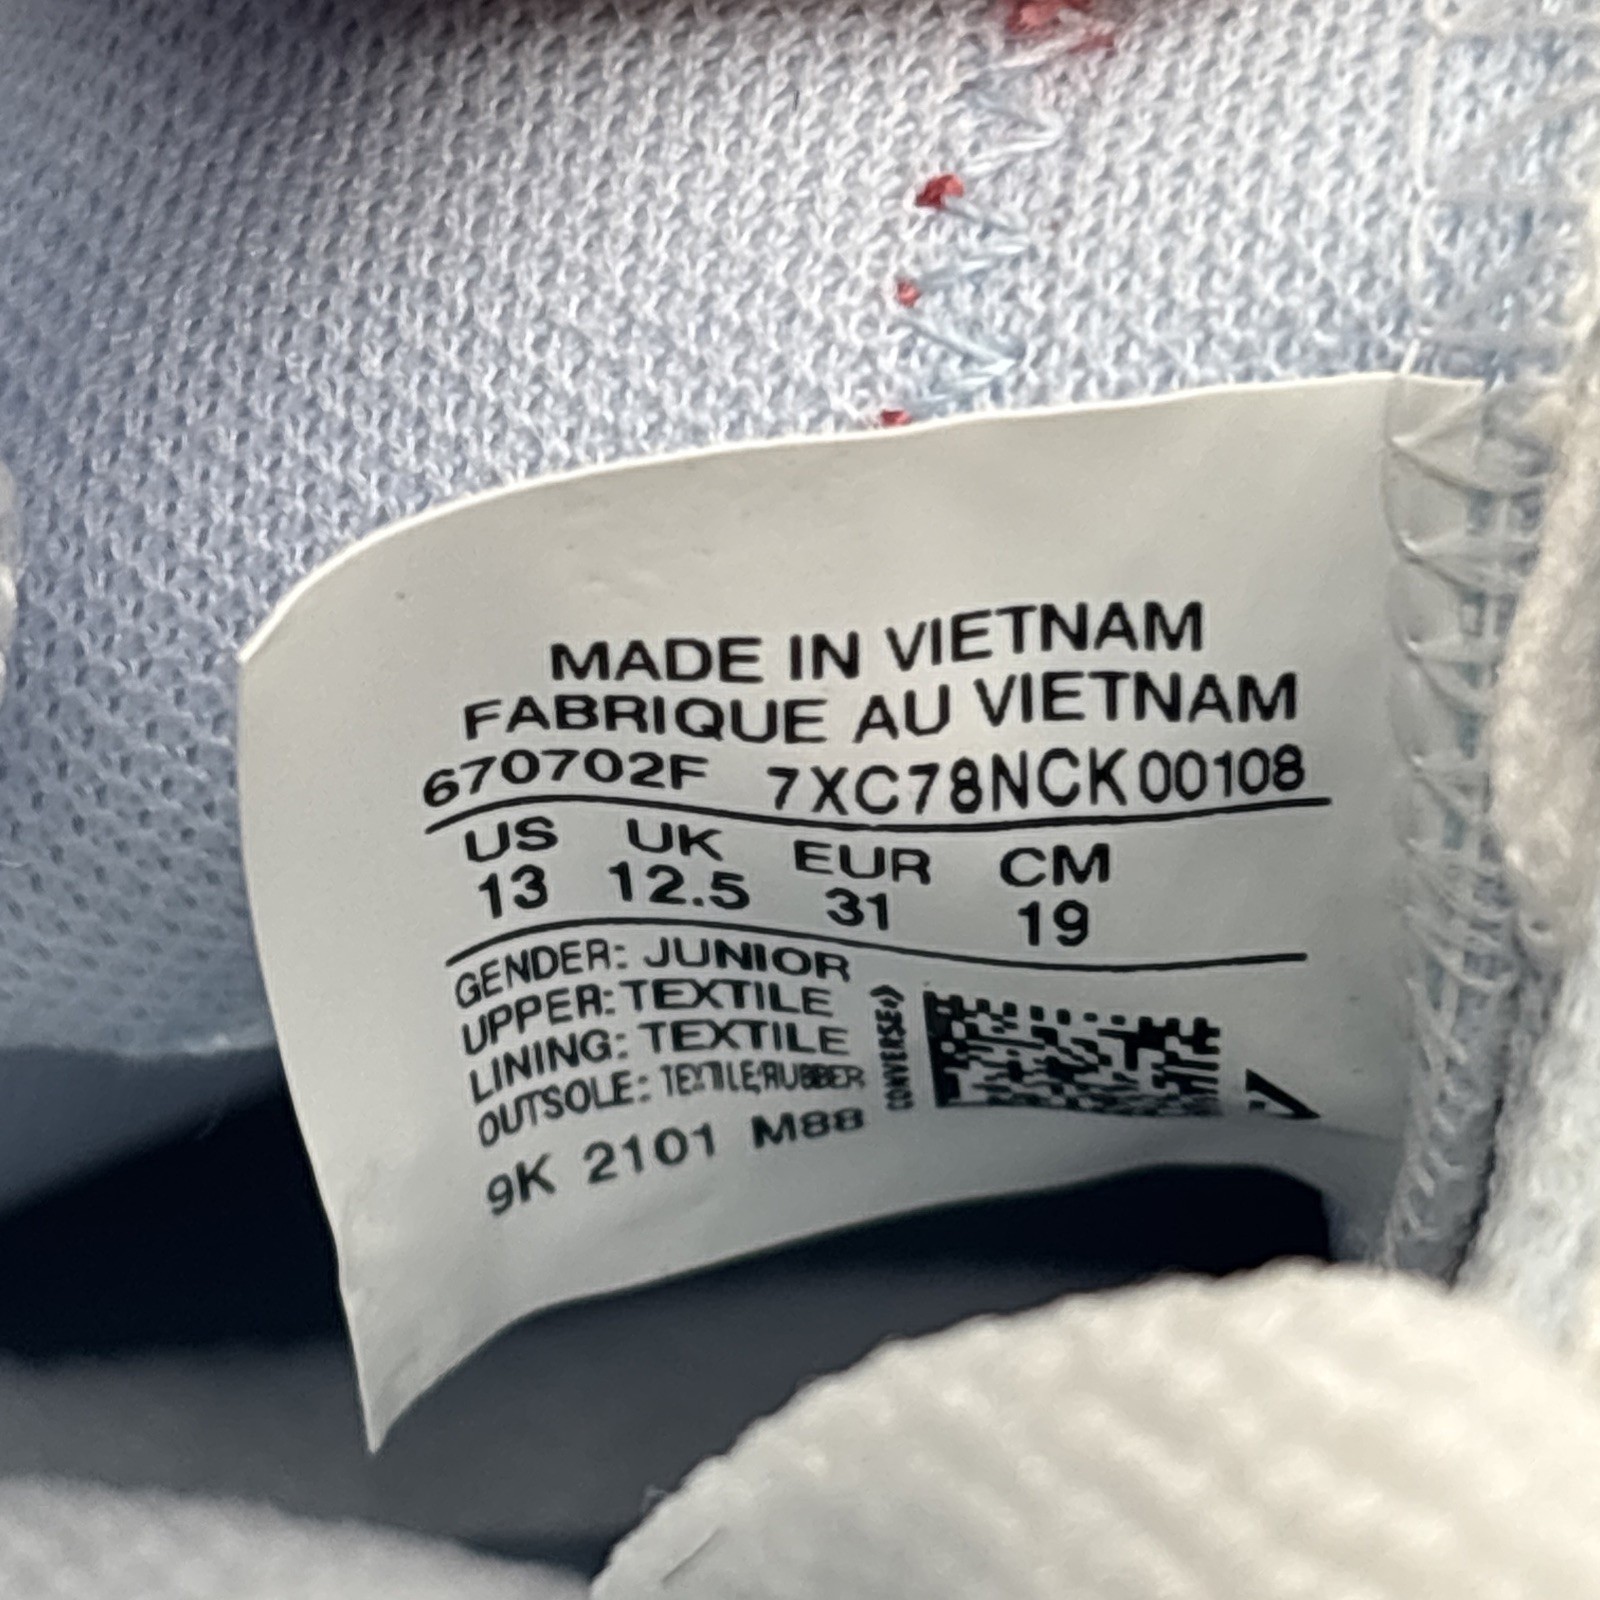 MADE IN VIETNAM
FABRIQUE AU VIETNAM
670702F 7XC78NCK00108
US UK EUR CM
13 12.5 31 19
GENDER: JUNIOR
UPPER: TEXTILE
LINING: TEXTILE
OUTSOLE: TEXTILE/RUBBER
9K 2101 M88
CONVERSE